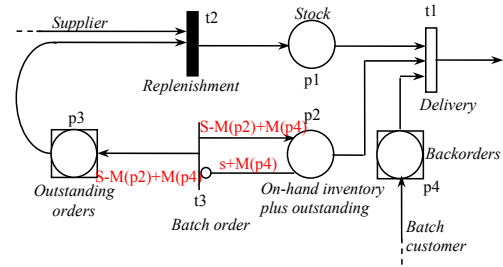 Supplier
t2
Stock
t1
Replenishment
p1
Delivery
p3
p2
S-M(p2)+M(p4)
s+M(p4)
S-M(p2)+M(p4)
Outstanding
orders
t3
Batch order
On-hand inventory
plus outstanding
Backorders
p4
Batch
customer